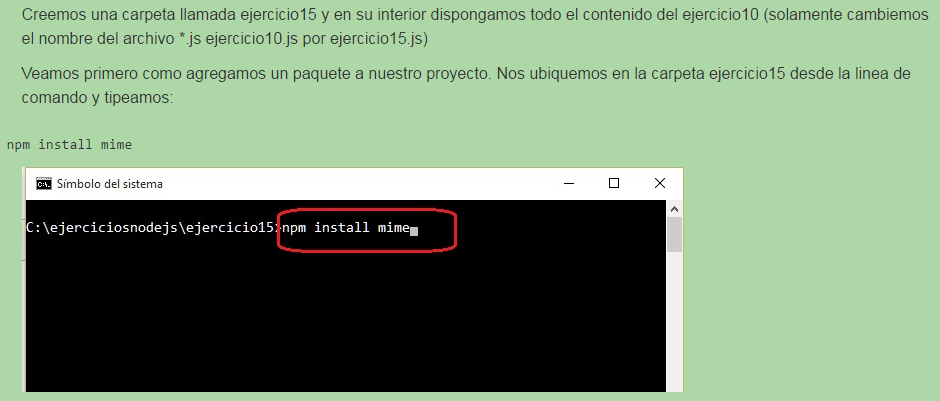 Creemos una carpeta llamada ejercicio15 y en su interior dispongamos todo el contenido del ejercicio10 (solamente cambiemos
el nombre del archivo *.js ejercicio10.js por ejercicio15.js)
Veamos primero como agregamos un paquete a nuestro proyecto. Nos ubiquemos en la carpeta ejercicio15 desde la linea de
comando y tipeamos:
npm install mime
C:\. Símbolo del sistema
C:\ejerciciosnodejs\ejercicio15>npm install mime